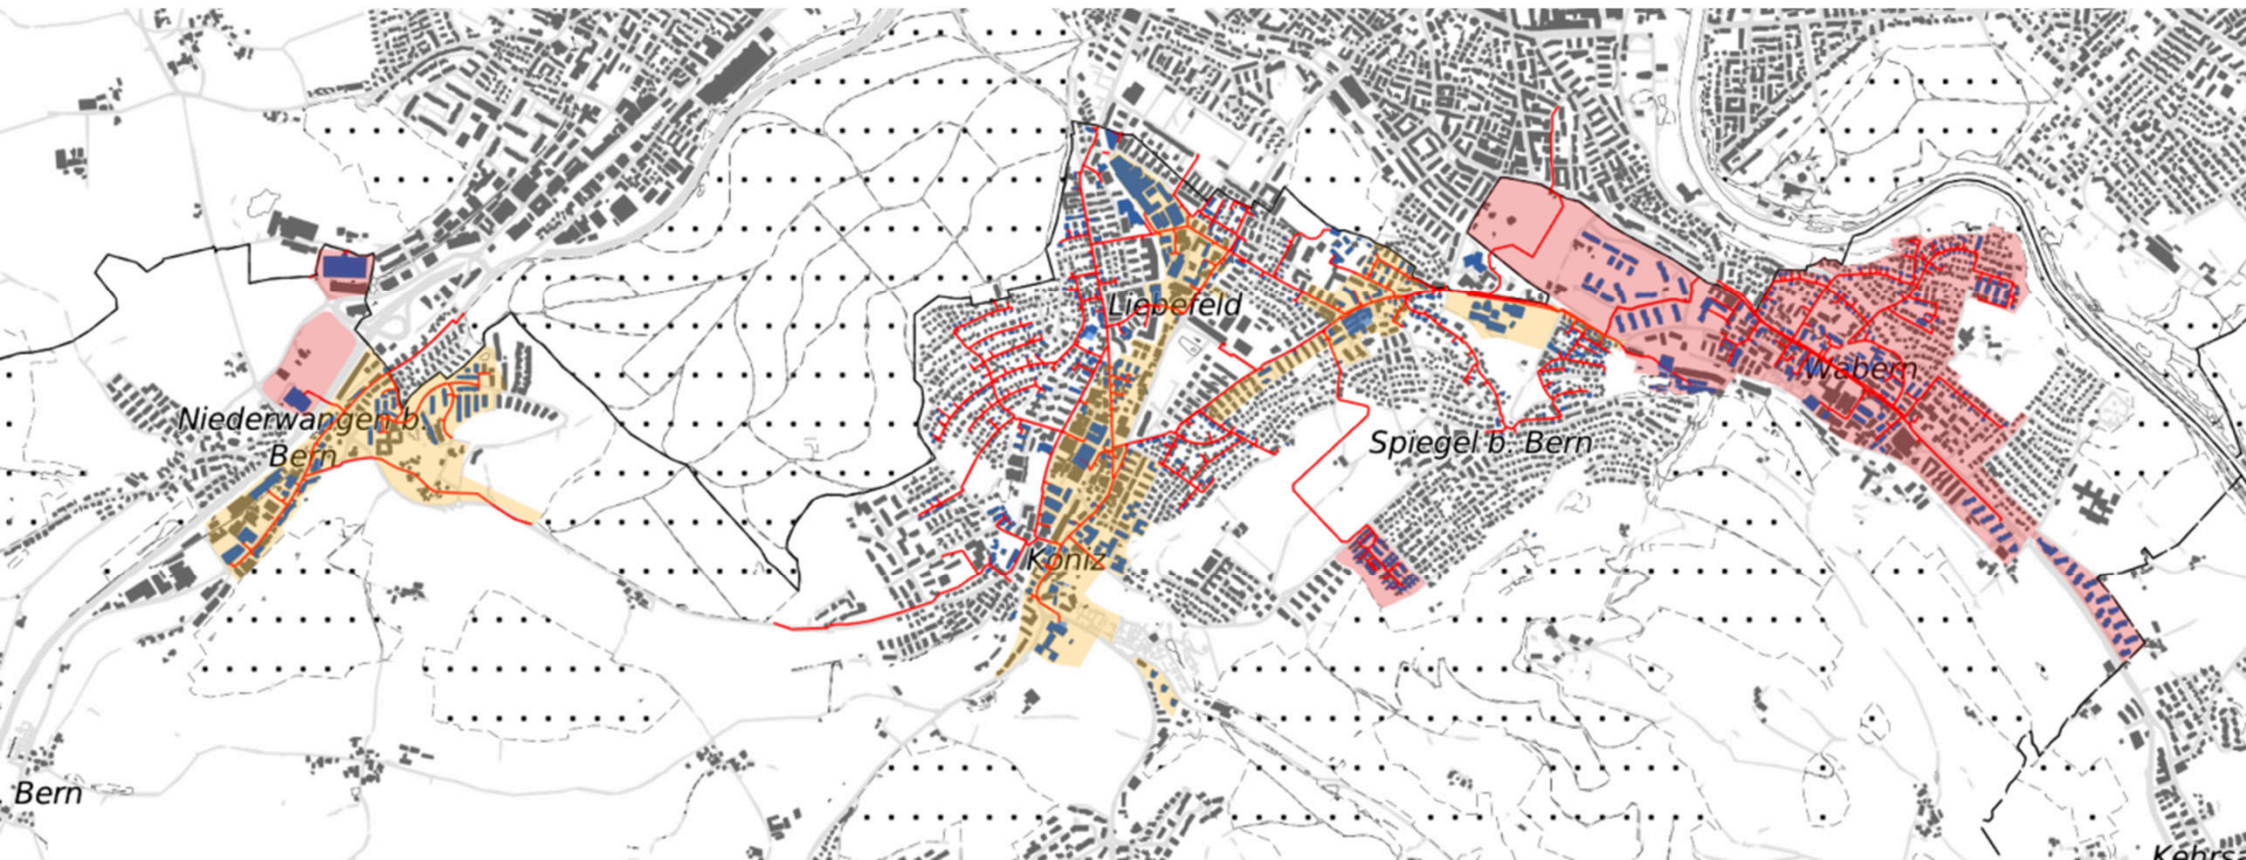 Liebefeld
Wabern
Niederwangen b.
Bern
Spiegel b. Bern
Köniz
Bern